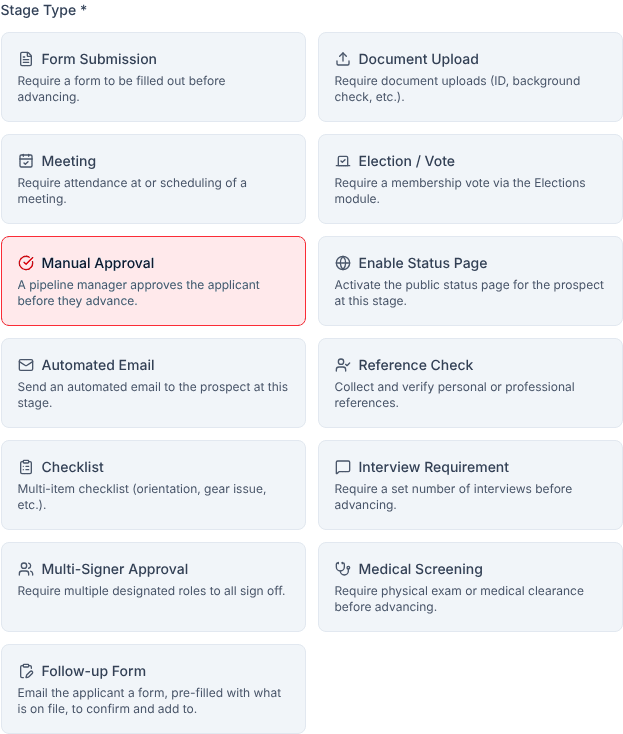 Stage Type *
Form Submission
Require a form to be filled out before
advancing.
Document Upload
Require document uploads (ID, background
check, etc.).
Meeting
Require attendance at or scheduling of a
meeting.
Election / Vote
Require a membership vote via the Elections
module.
Manual Approval
A pipeline manager approves the applicant
before they advance.
Enable Status Page
Activate the public status page for the prospect
at this stage.
Automated Email
Send an automated email to the prospect at this
stage.
Reference Check
Collect and verify personal or professional
references.
Checklist
Multi-item checklist (orientation, gear issue,
etc.).
Interview Requirement
Require a set number of interviews before
advancing.
Multi-Signer Approval
Require multiple designated roles to all sign off.
Medical Screening
Require physical exam or medical clearance
before advancing.
Follow-up Form
Email the applicant a form, pre-filled with what
is on file, to confirm and add to.